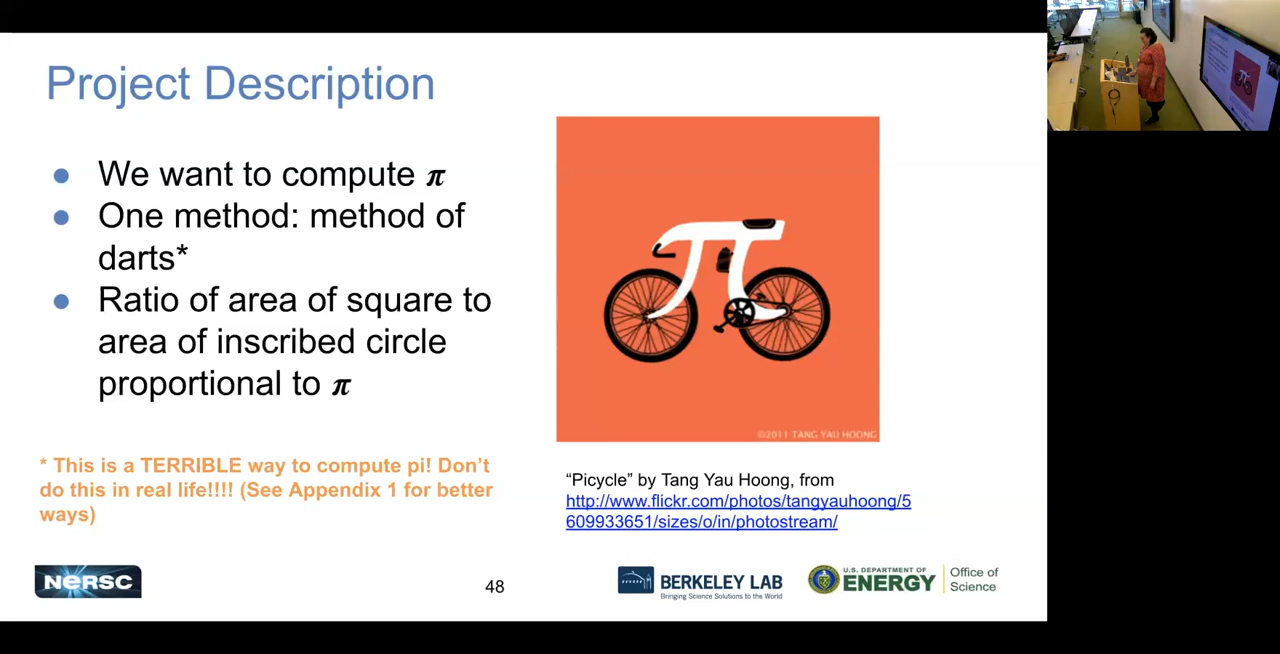 Project Description
● We want to compute π
● One method: method of
darts*
● Ratio of area of square to
area of inscribed circle
proportional to π
* This is a TERRIBLE way to compute pi! Don't
do this in real life!!!! (See Appendix 1 for better
ways)
©2011 TANG YAU HOONG
“Picycle” by Tang Yau Hoong, from
http://www.flickr.com/photos/tangyauhoong/5
609933651/sizes/o/in/photostream/
NERSC
48
BERKELEY LAB
Bringing Science Solutions to the World
U.S. DEPARTMENT OF
ENERGY
Office of
Science